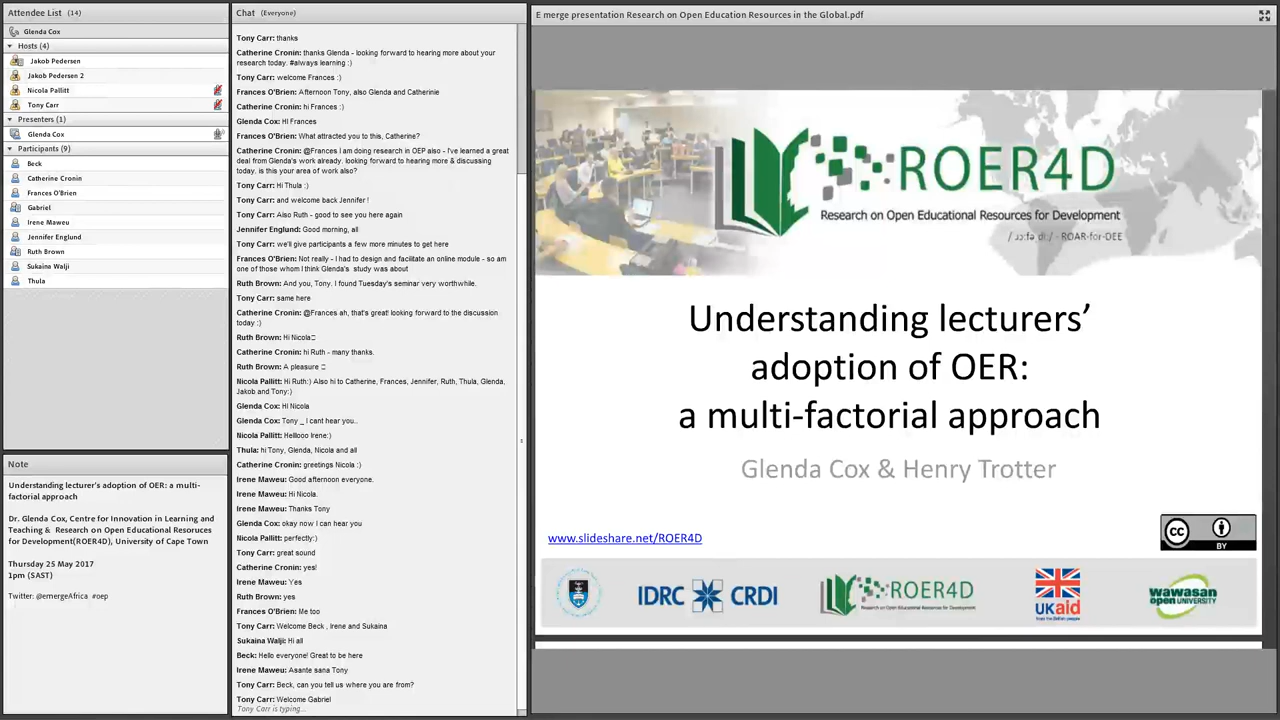 Attendee List (14)
Glenda Cox
Hosts (4)
Jakob Pedersen
Jakob Pedersen 2
Nicola Pallitt
Tony Carr
Presenters (1)
Glenda Cox
Participants (9)
Beck
Catherine Cronin
Frances O'Brien
Gabriel
Irene Maweu
Jennifer Englund
Ruth Brown
Sukaina Walji
Thula
Note
Understanding lecturer's adoption of OER: a multi-
factorial approach
Dr. Glenda Cox, Centre for Innovation in Learning and
Teaching & Research on Open Educational Resoruces
for Development(ROER4D), University of Cape Town
Thursday 25 May 2017
1pm (SAST)
Twitter: @emergeAfrica #oep
Chat (Everyone)
Tony Carr: thanks
Catherine Cronin: thanks Glenda - looking forward to hearing more about your
research today. #always learning :)
Tony Carr: welcome Frances :)
Frances O'Brien: Afternoon Tony, also Glenda and Catherinie
Catherine Cronin: hi Frances :)
Glenda Cox: HI Frances
Frances O'Brien: What attracted you to this, Catherine?
Catherine Cronin: @Frances I am doing research in OEP also - I've learned a great
deal from Glenda's work already. looking forward to hearing more & discussing
today. is this your area of work also?
Tony Carr: Hi Thula :)
Tony Carr: and welcome back Jennifer !
Tony Carr: Also Ruth - good to see you here again
Jennifer Englund: Good morning, all
Tony Carr: we'll give participants a few more minutes to get here
Frances O'Brien: Not really - I had to design and facilitate an online module - so am
one of those whom I think Glenda's study was about
Ruth Brown: And you, Tony. I found Tuesday's seminar very worthwhile.
Tony Carr: same here
Catherine Cronin: @Frances ah, that's great! looking forward to the discussion
today :)
Ruth Brown: Hi Nicola
Catherine Cronin: hi Ruth - many thanks.
Ruth Brown: A pleasure
Nicola Pallitt: Hi Ruth:) Also hi to Catherine, Frances, Jennifer, Ruth, Thula, Glenda,
Jakob and Tony:)
Glenda Cox: Hi Nicola
Glenda Cox: Tony _ I cant hear you..
Nicola Pallitt: Hellooo Irene:)
Thula: hi Tony, Glenda, Nicola and all
Catherine Cronin: greetings Nicola :)
Irene Maweu: Good afternoon everyone.
Irene Maweu: Hi Nicola.
Irene Maweu: Thanks Tony
Glenda Cox: okay now I can hear you
Nicola Pallitt: perfectly:)
Tony Carr: great sound
Catherine Cronin: yes!
Irene Maweu: Yes
Ruth Brown: yes
Frances O'Brien: Me too
Tony Carr: Welcome Beck , Irene and Sukaina
Sukaina Walji: Hi all
Beck: Hello everyone! Great to be here
Irene Maweu: Asante sana Tony
Tony Carr: Beck, can you tell us where you are from?
Tony Carr: Welcome Gabriel
Tony Carr is typing...
E merge presentation Research on Open Education Resources in the Global.pdf
ROER4D
Research on Open Educational Resources for Development
ROAR-for-DEE
Understanding lecturers’
adoption of OER:
a multi-factorial approach
Glenda Cox & Henry Trotter
www.slideshare.net/ROER4D
CC BY
IDRC CRDI
ROER4D
Research on Open Educational Resources for Development
UKaid
from the British people
wawasan
open UNIVERSITY